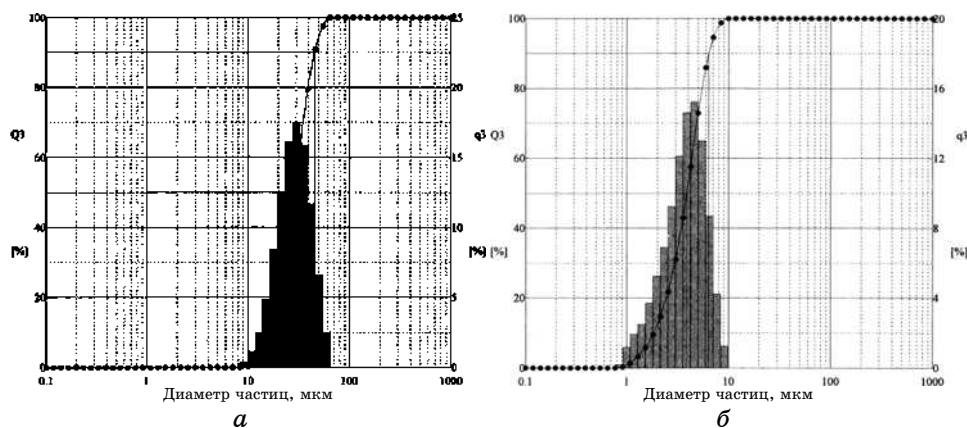 100 25 100 20
80 20 80 16
Q3 q3 Q3 q3
60 15 60 12
40 10 40 8
[%] [%] [%] [%]
20 5 20 4
0 0 0 0
0.1 1 10 100 1000 0.1 1 10 100 1000
Диаметр частиц, мкм Диаметр частиц, мкм
а б